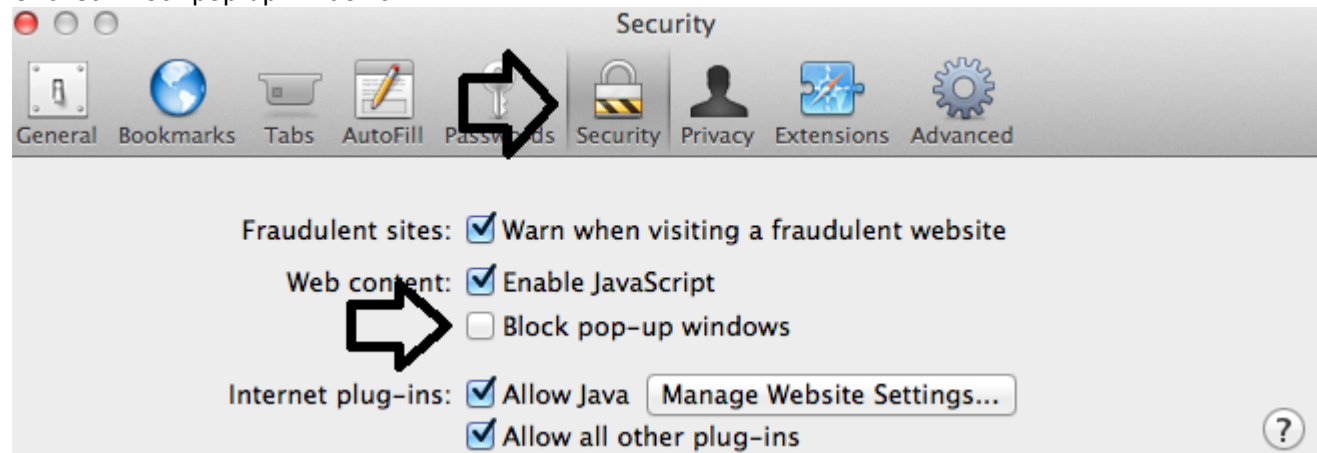 Security
General Bookmarks Tabs AutoFill Passwords Security Privacy Extensions Advanced
Fraudulent sites: Warn when visiting a fraudulent website
Web content: Enable JavaScript
Block pop-up windows
Internet plug-ins: Allow Java Manage Website Settings...
Allow all other plug-ins ?